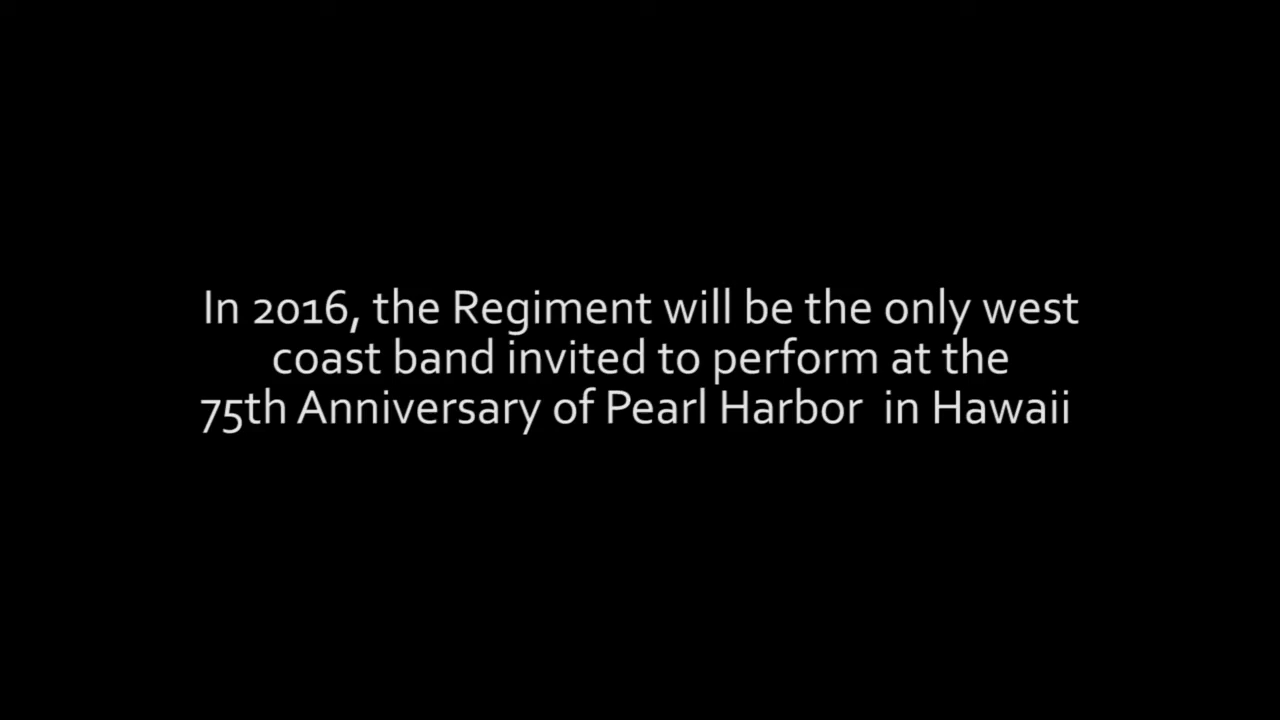 In 2016, the Regiment will be the only west
coast band invited to perform at the
75th Anniversary of Pearl Harbor  in Hawaii